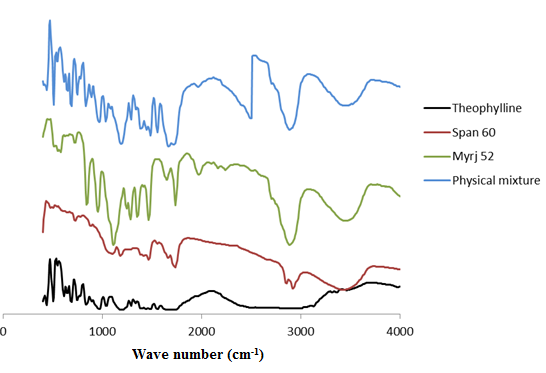 Theophylline
Span 60
Myrj 52
Physical mixture
0 1000 2000 3000 4000
Wave number (cm-1)